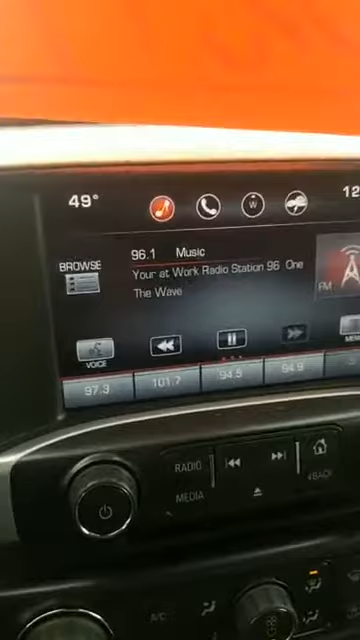 49°
W
12
96.1 Music
BROWSE
Your at Work Radio Station 96 One
The Wave
FM
VOICE
97.3 101.7 94.5 94.9
RADIO
MEDIA
BACK
A/C